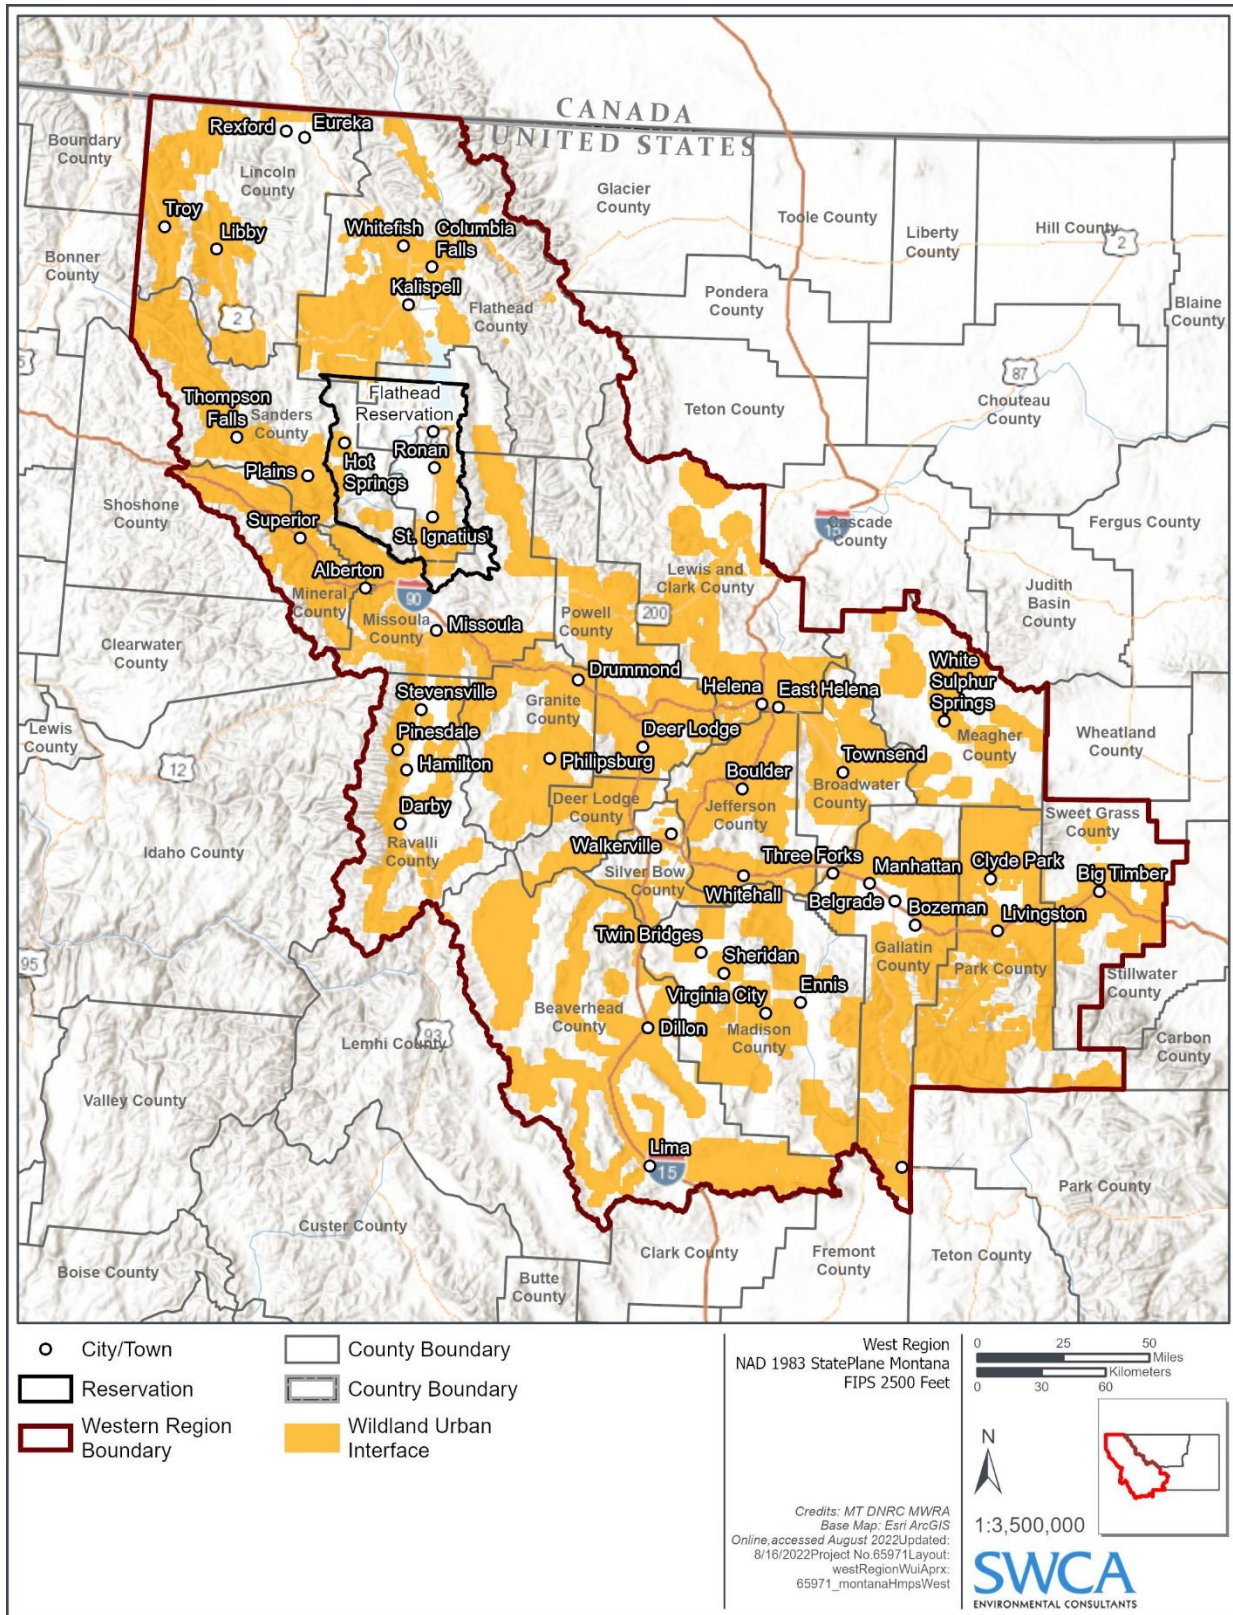 CANADA
UNITED STATES
Rexford
Eureka
Boundary
County
Lincoln
County
Glacier
County
Toole County
Liberty
County
Hill County
2
Troy
Libby
Whitefish
Columbia
Falls
Bonner
County
Kalispell
Flathead
County
Pondera
County
Blaine
County
2
87
Chouteau
County
Teton County
Flathead
Reservation
Thompson
Falls
Sanders
County
Ronan
Hot
Springs
Plains
Shoshone
County
Superior
St. Ignatius
15
Cascade
County
Fergus County
Alberton
Mineral
County
90
Missoula
County
Missoula
Lewis and
Clark County
Powell
County
200
Judith
Basin
County
Clearwater
County
Drummond
White
Sulphur
Springs
Stevensville
Granite
County
Helena
East Helena
Lewis
County
Pinesdale
Deer Lodge
Meagher
County
Wheatland
County
12
Hamilton
Philipsburg
Townsend
Boulder
Broadwater
County
Jefferson
County
Darby
Deer Lodge
County
Ravalli
County
Sweet Grass
County
Idaho County
Walkerville
Silver Bow
County
Three Forks
Manhattan
Clyde Park
Big Timber
Whitehall
Belgrade
Bozeman
Livingston
Twin Bridges
Sheridan
Gallatin
County
Park County
95
Stillwater
County
Virginia City
Ennis
Beaverhead
County
Dillon
Madison
County
93
Lemhi County
Carbon
County
Valley County
Lima
15
Park County
Custer County
Clark County
Fremont
County
Teton County
Boise County
Butte
County
City/Town
County Boundary
Reservation
Country Boundary
Western Region
Boundary
Wildland Urban
Interface
West Region
NAD 1983 StatePlane Montana
FIPS 2500 Feet
0 25 50
Miles
Kilometers
0 30 60
N
1:3,500,000
Credits: MT DNRC MWRA
Base Map: Esri ArcGIS
Online,accessed August 2022Updated:
8/16/2022Project No.65971Layout:
westRegionWuiAprx:
65971_montanaHmpsWest
SWCA
ENVIRONMENTAL CONSULTANTS